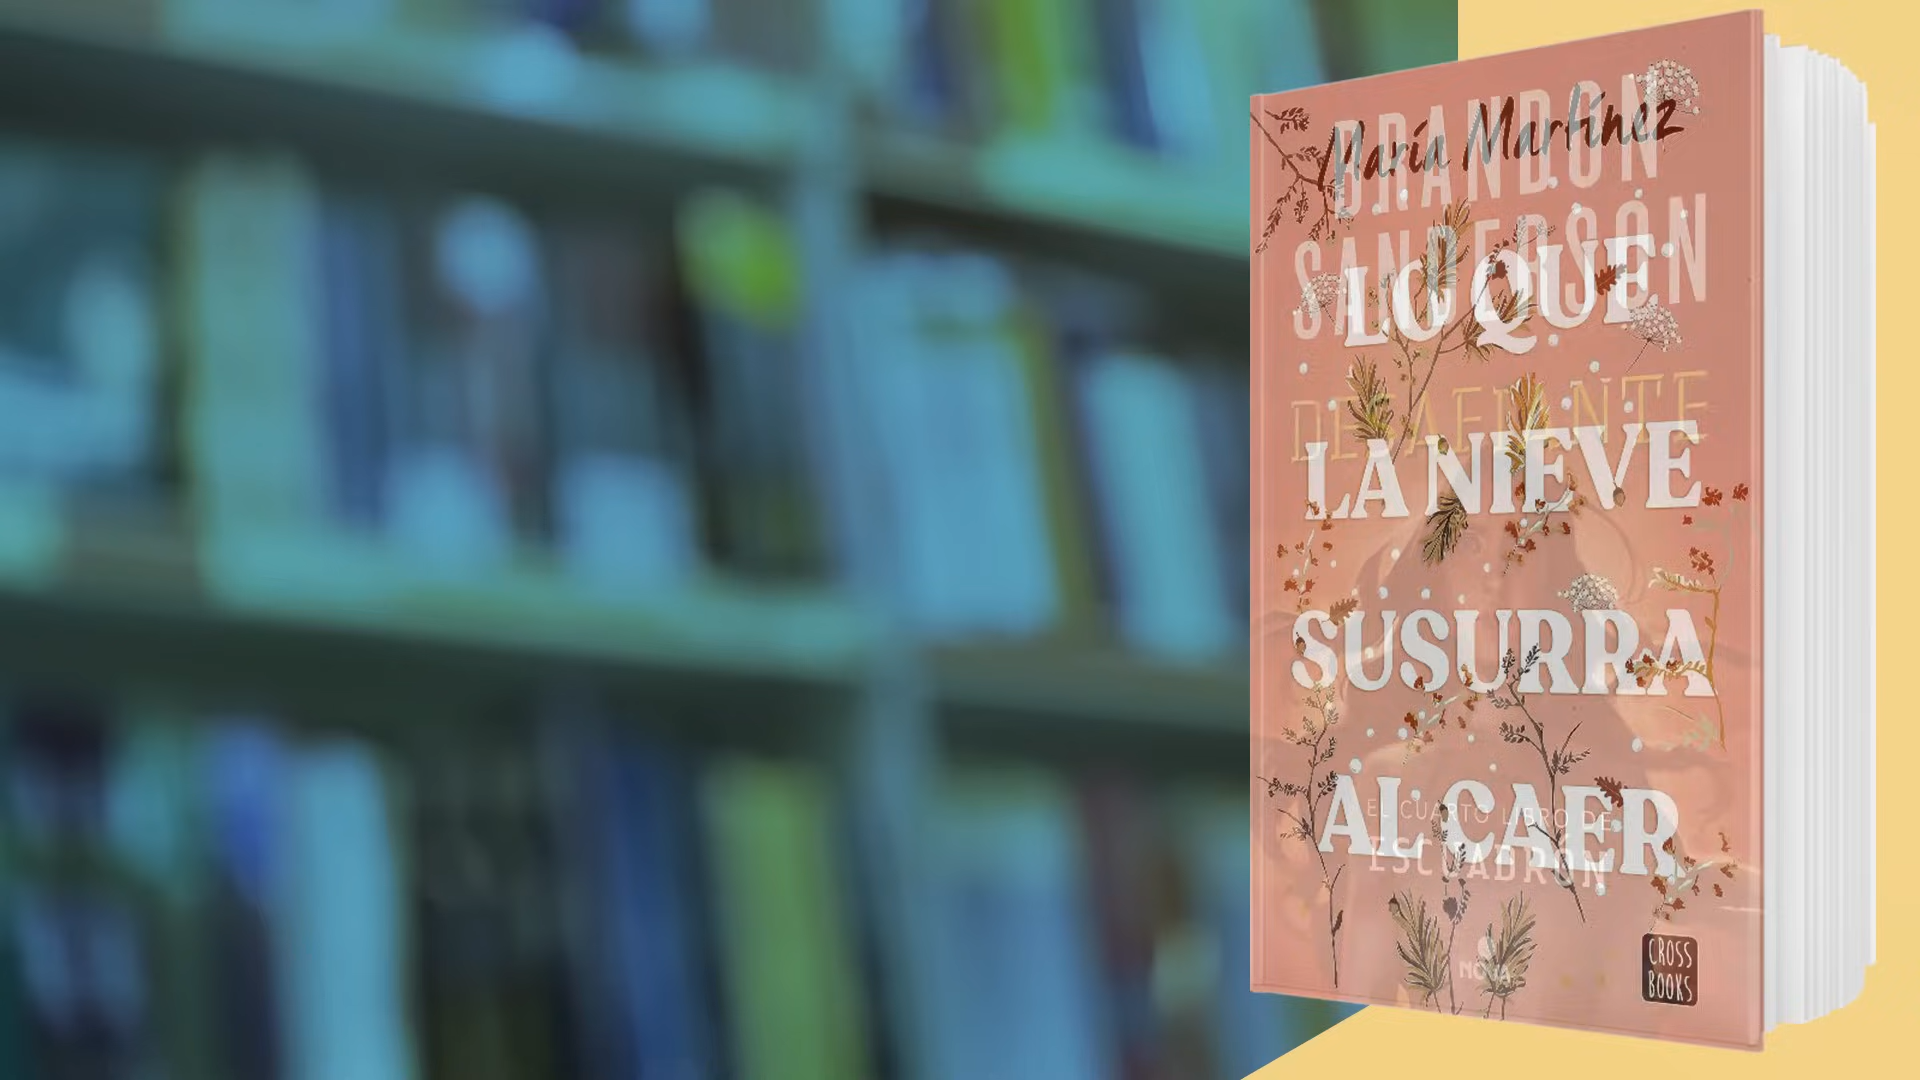 BRANDON
María Martínez
SANDERSON
LO QUE
DESAFIANTE
LA NIEVE
SUSURRA
AL CAER
EL CUARTO LIBRO DE
ESCUADRÓN
NOVA
CROSS
BOOKS